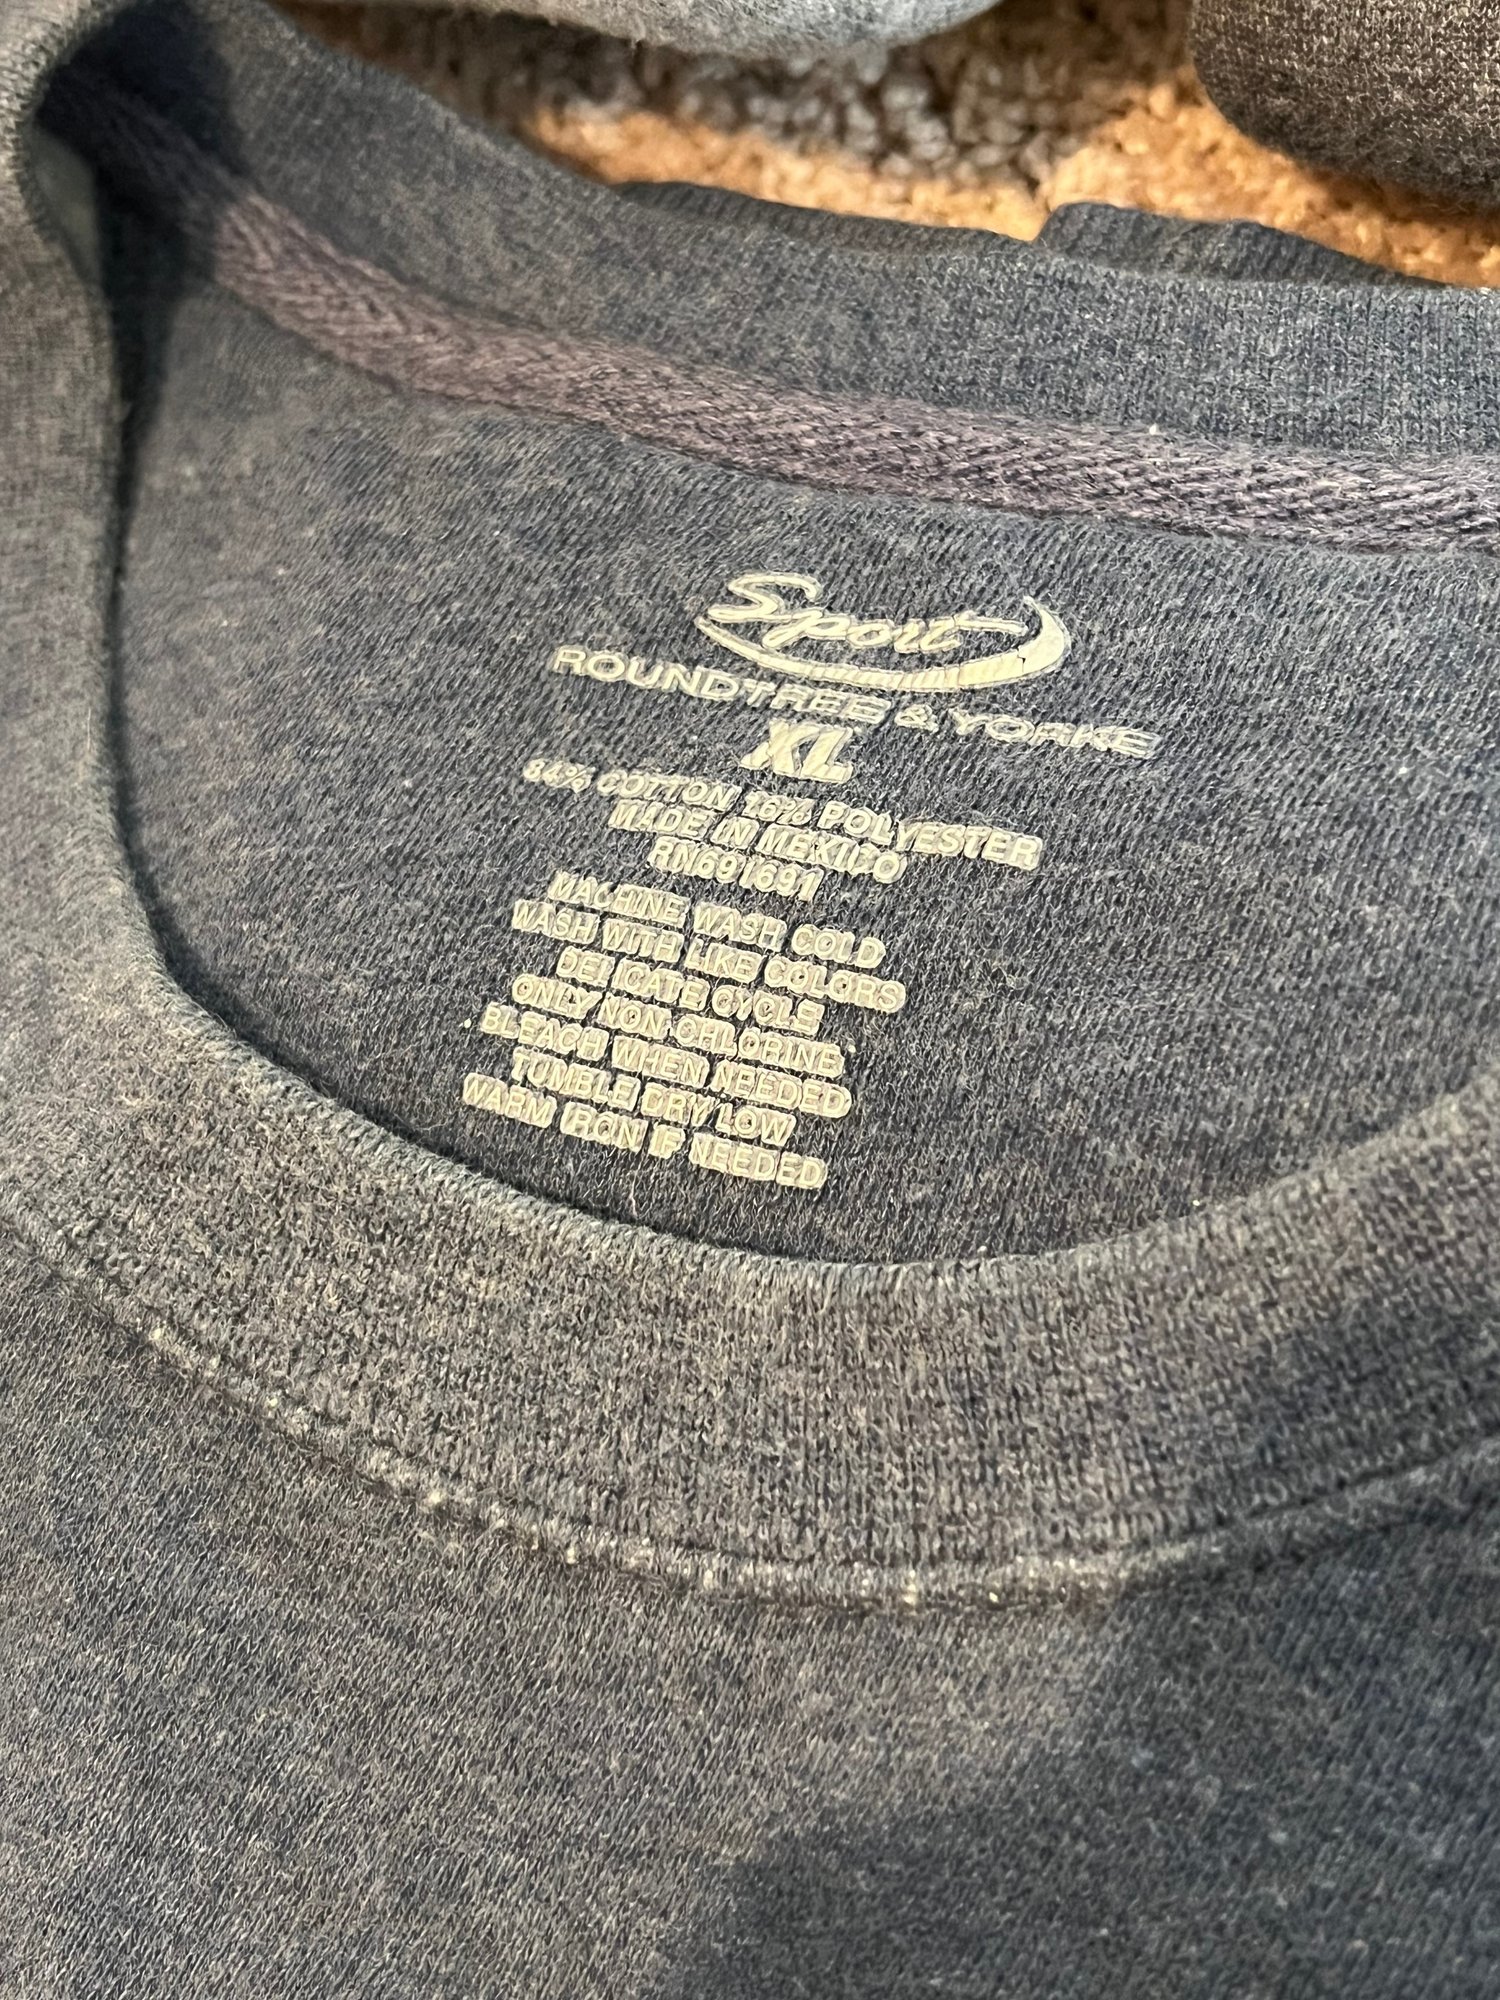 Sport
ROUNDTREE & YORKE
XL
84% COTTON 16% POLYESTER
MADE IN MEXICO
RN691691
MACHINE WASH COLD
WASH WITH LIKE COLORS
DELICATE CYCLE
ONLY NON-CHLORINE
BLEACH WHEN NEEDED
TUMBLE DRY LOW
WARM IRON IF NEEDED